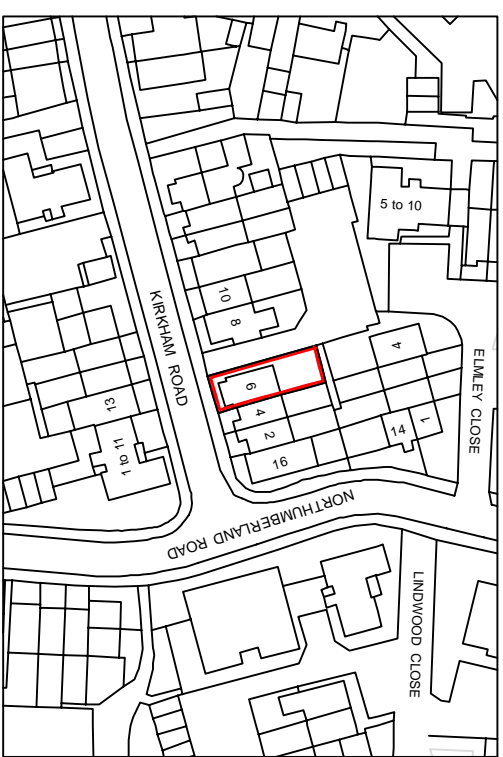 5 to 10
10
8
6
4
2
16
4
1
14
13
1 to 11
KIRKHAM ROAD
ELMLEY CLOSE
NORTHUMBERLAND ROAD
LINDWOOD CLOSE